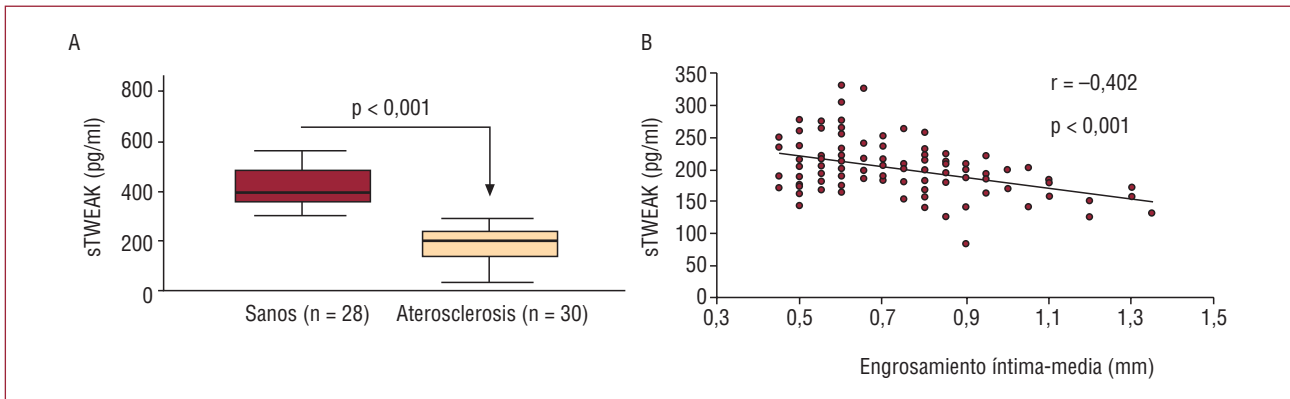 A
sTWEAK (pg/ml)
800
600
400
200
0
p < 0,001
Sanos (n = 28)
Aterosclerosis (n = 30)
B
sTWEAK (pg/ml)
350
300
250
200
150
100
50
0
r = –0,402
p < 0,001
0,3 0,5 0,7 0,9 1,1 1,3 1,5
Engrosamiento íntima-media (mm)